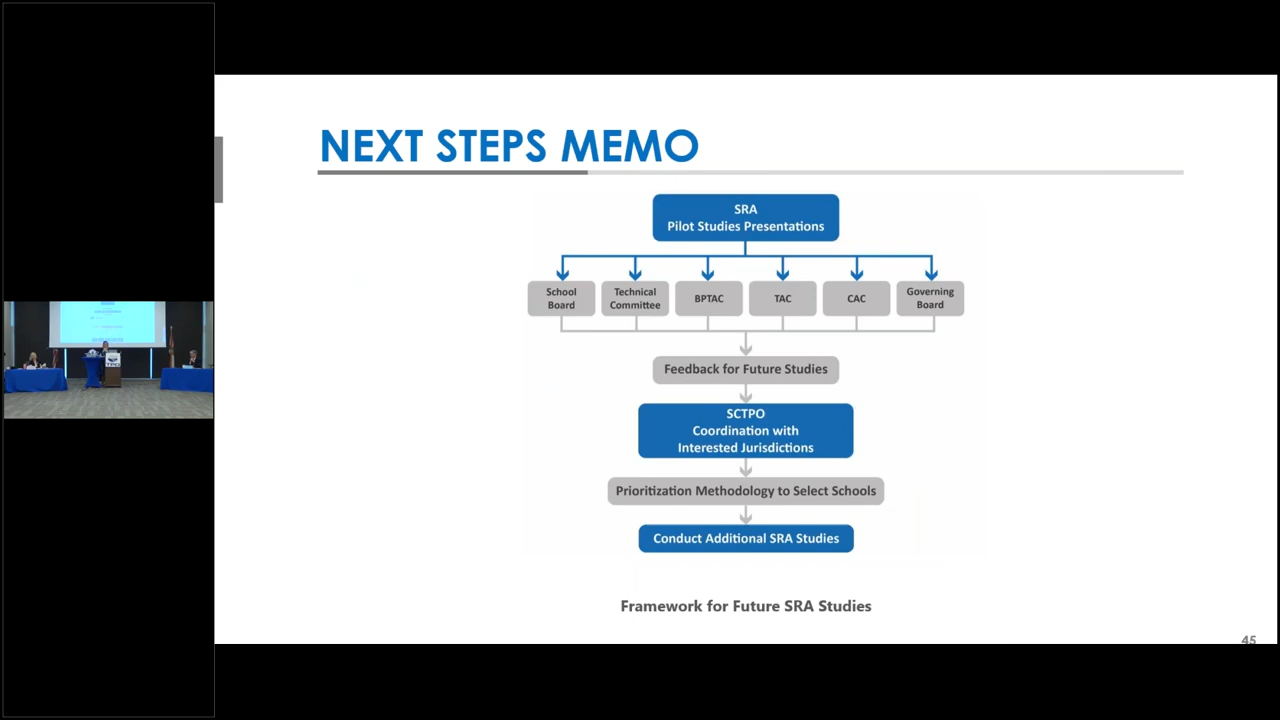 NEXT STEPS MEMO
SRA
Pilot Studies Presentations
School
Board
Technical
Committee
BPTAC
TAC
CAC
Governing
Board
Feedback for Future Studies
SCTPO
Coordination with
Interested Jurisdictions
Prioritization Methodology to Select Schools
Conduct Additional SRA Studies
Framework for Future SRA Studies
45